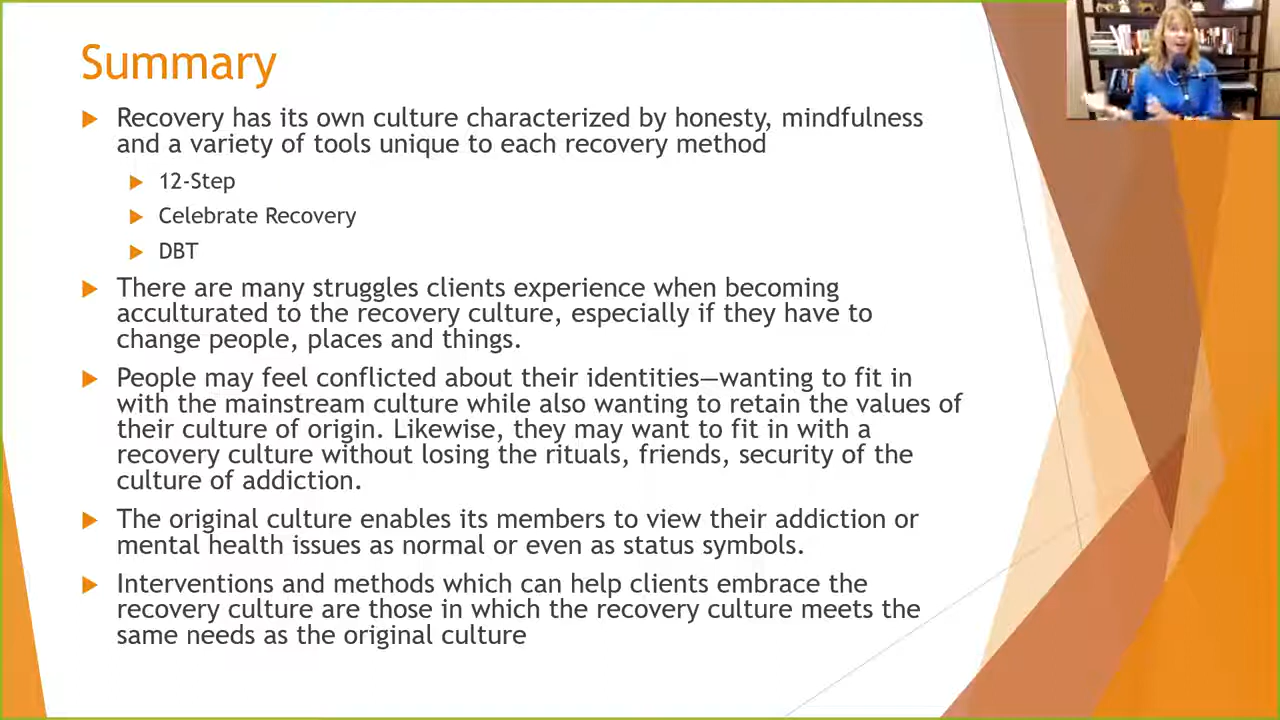 Summary
Recovery has its own culture characterized by honesty, mindfulness
and a variety of tools unique to each recovery method
12-Step
Celebrate Recovery
DBT
There are many struggles clients experience when becoming
acculturated to the recovery culture, especially if they have to
change people, places and things.
People may feel conflicted about their identities—wanting to fit in
with the mainstream culture while also wanting to retain the values of
their culture of origin. Likewise, they may want to fit in with a
recovery culture without losing the rituals, friends, security of the
culture of addiction.
The original culture enables its members to view their addiction or
mental health issues as normal or even as status symbols.
Interventions and methods which can help clients embrace the
recovery culture are those in which the recovery culture meets the
same needs as the original culture